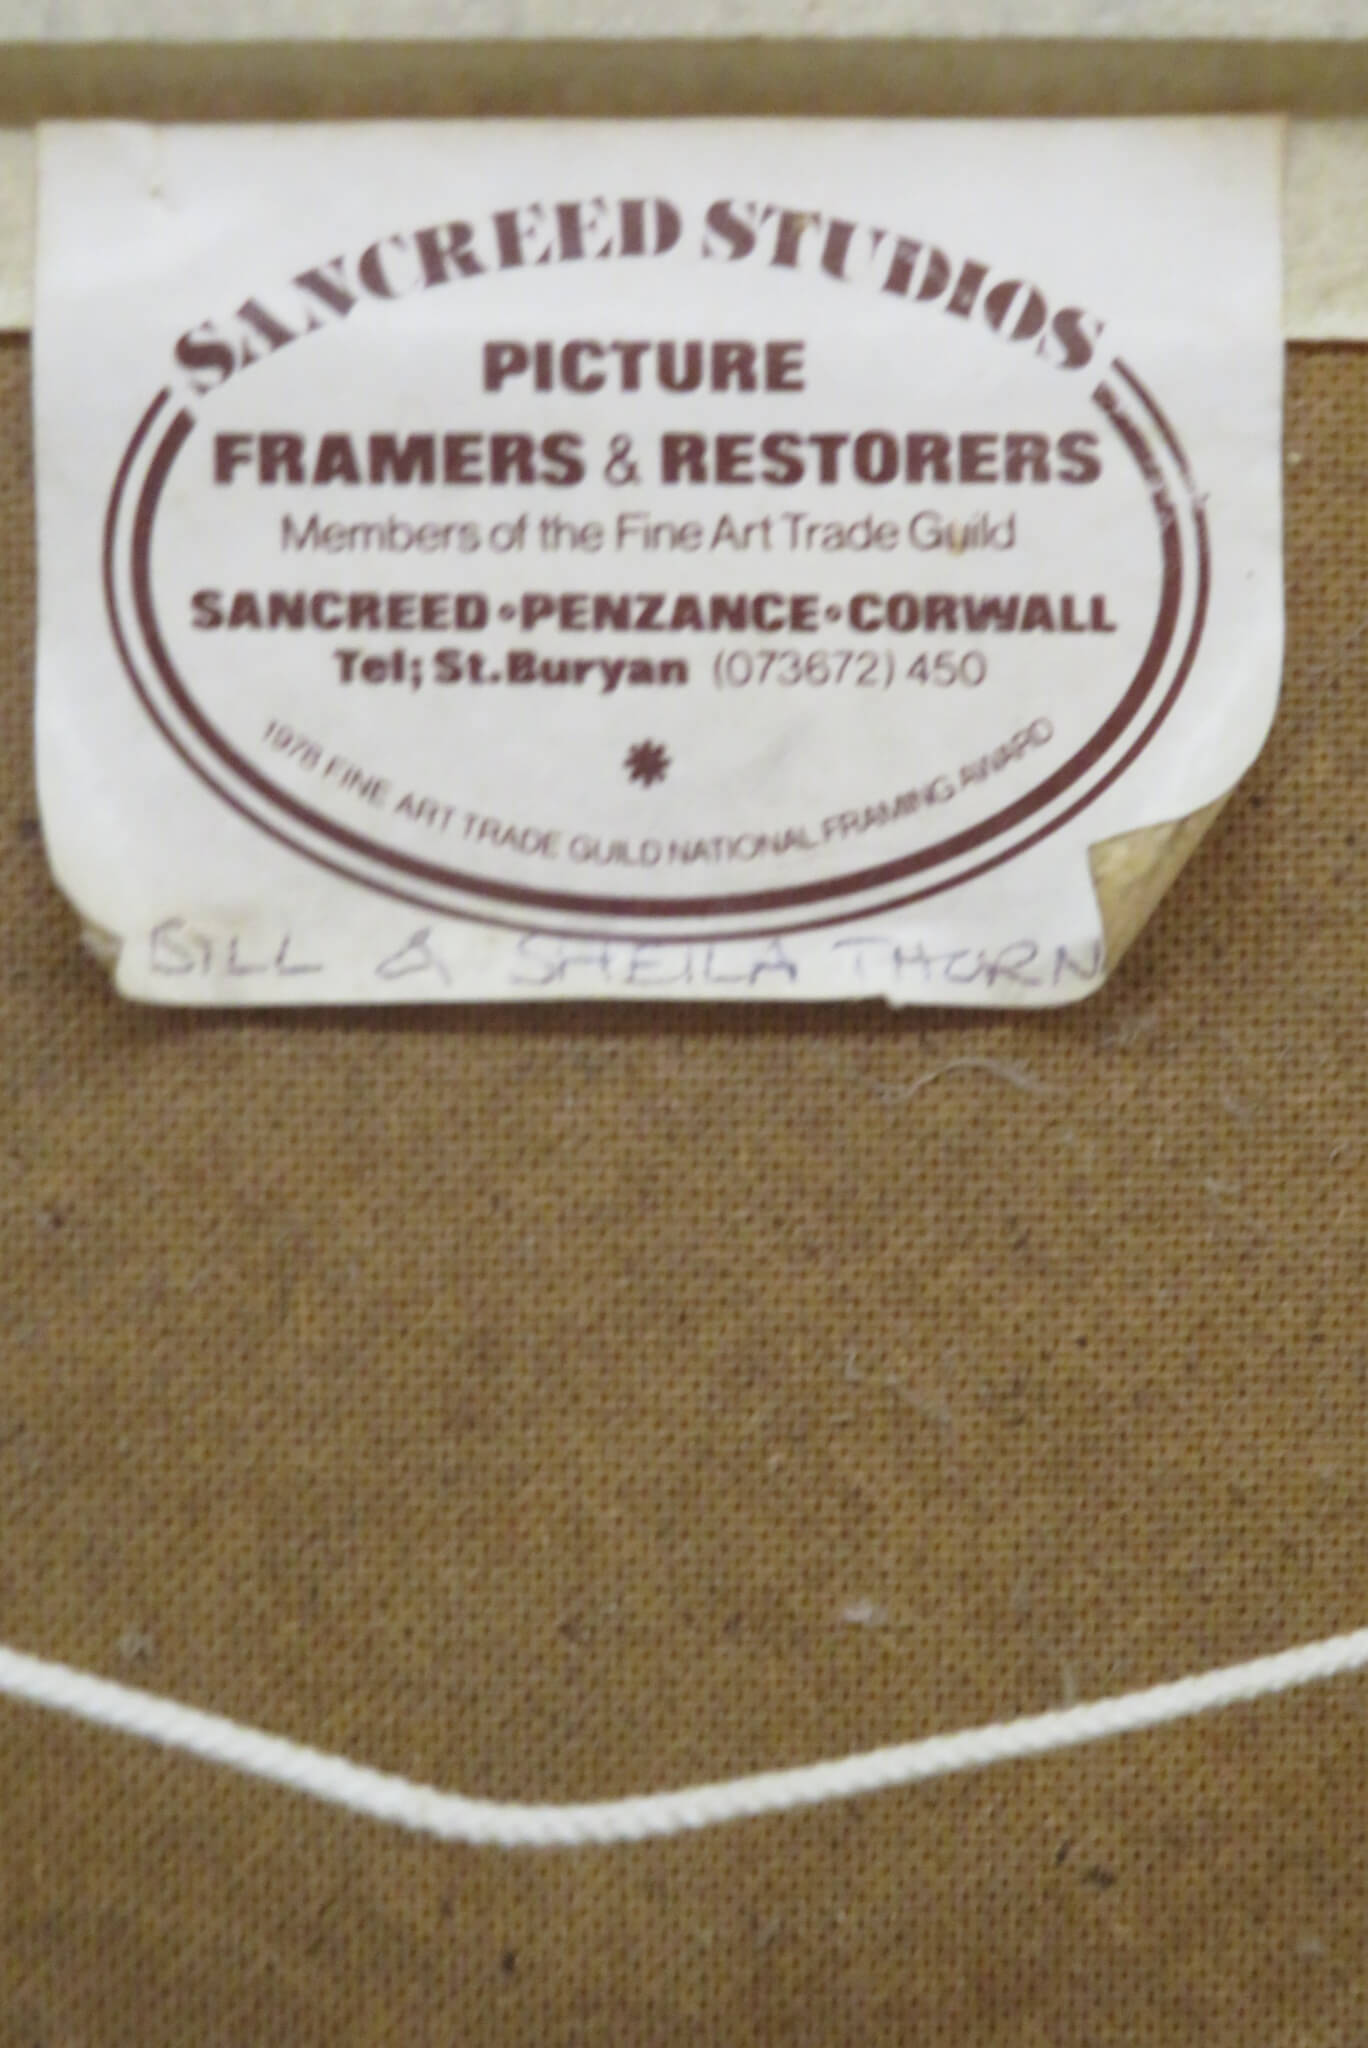 SANCREED STUDIOS
PICTURE
FRAMERS & RESTORERS
Members of the Fine Art Trade Guild
SANCREED • PENZANCE • CORWALL
Tel; St.Buryan (073672) 450
1978 FINE ART TRADE GUILD NATIONAL FRAMING AWARD
BILL & SHEILA THORN